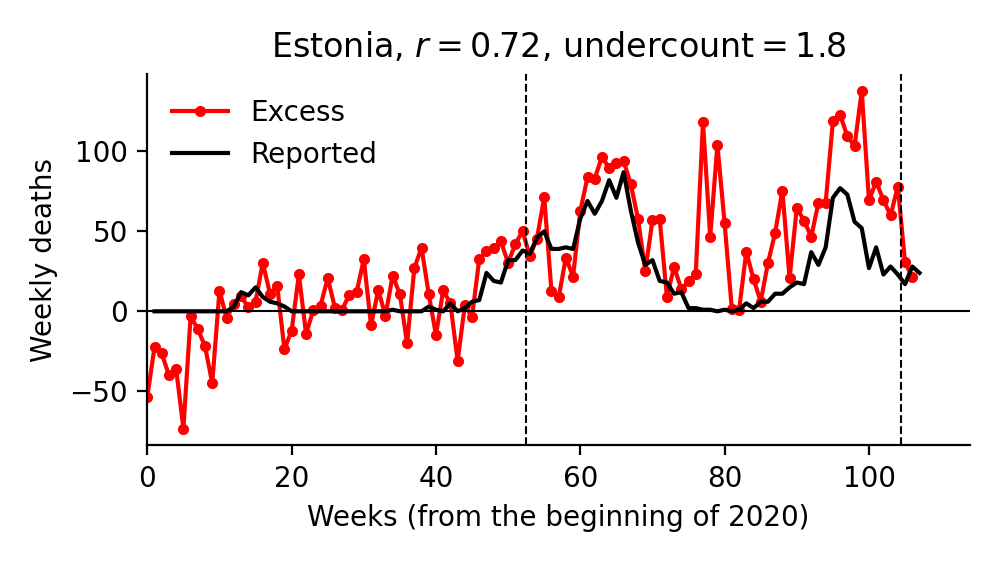 Estonia, r = 0.72, undercount = 1.8
Excess
Reported
Weekly deaths
100
50
0
−50
0 20 40 60 80 100
Weeks (from the beginning of 2020)